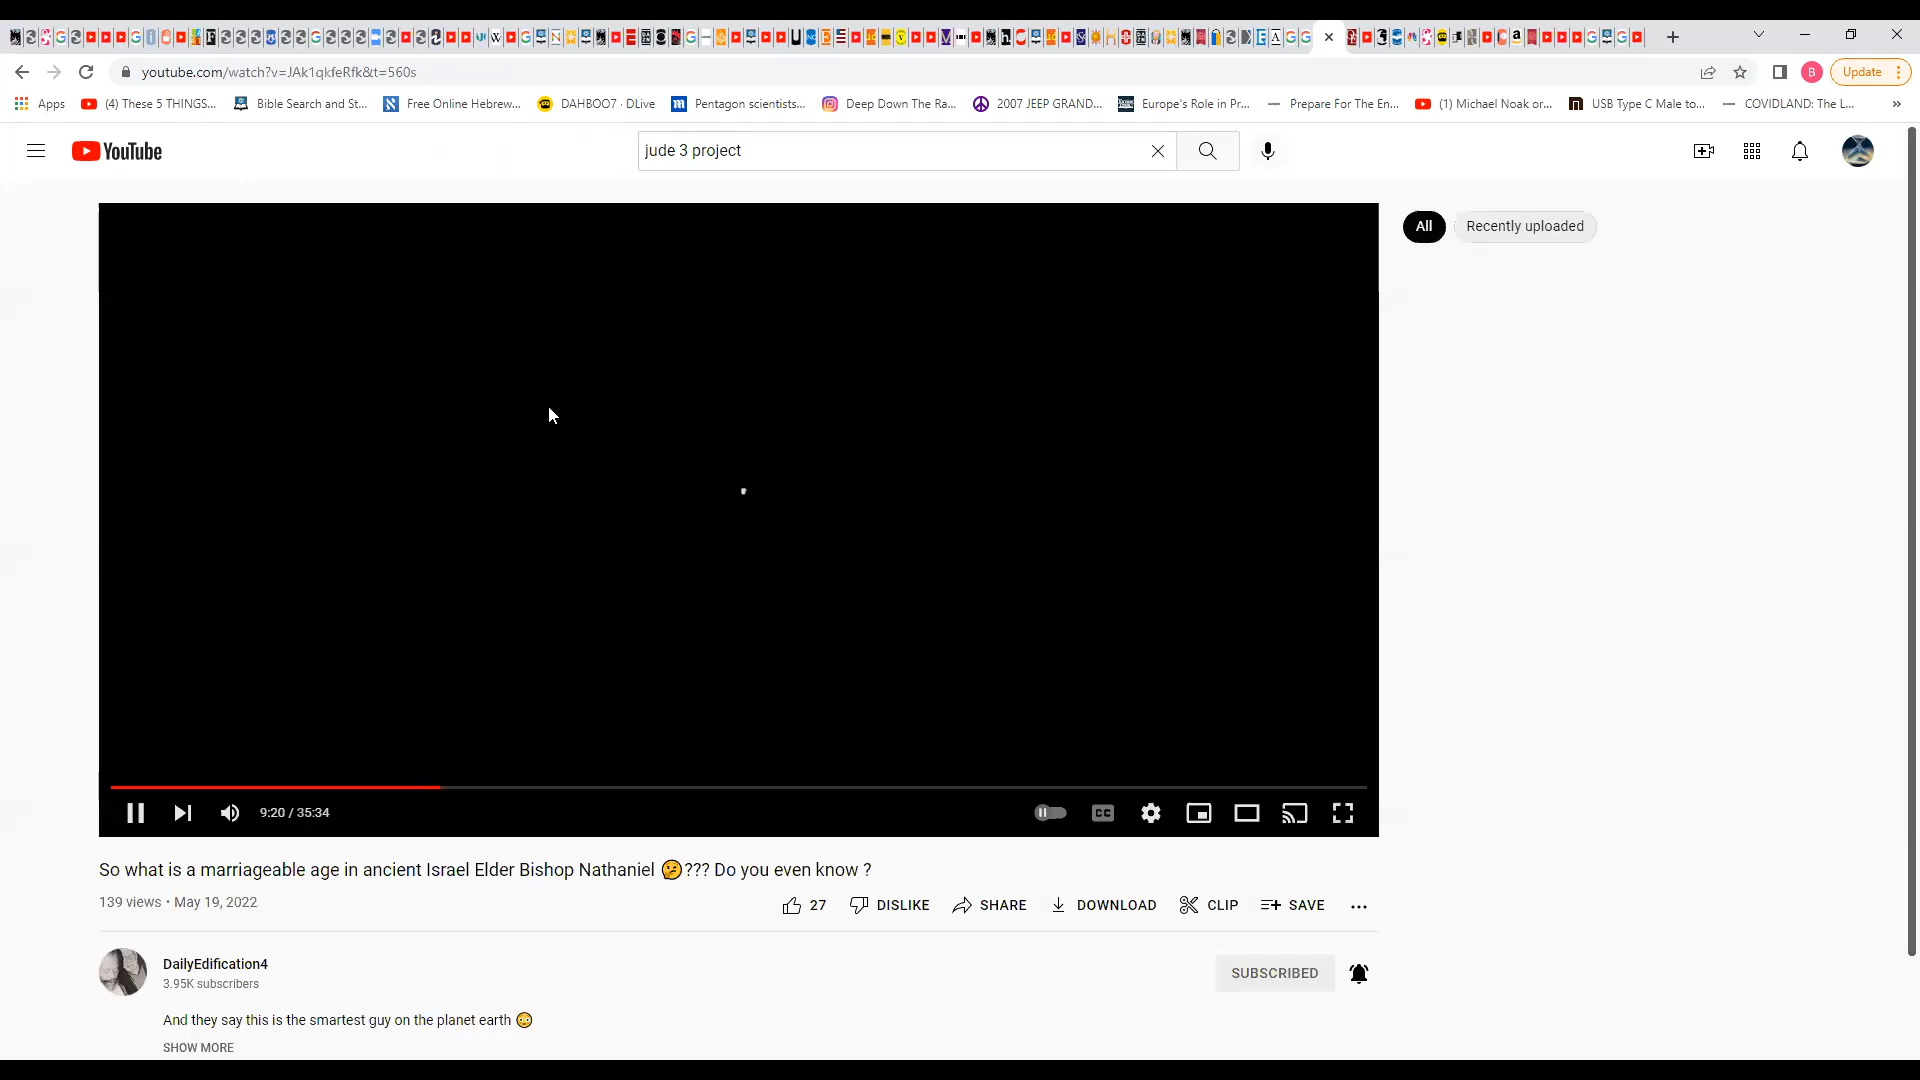 youtube.com/watch?v=JAk1qkfeRfk&t=560s
B
Update
Apps
(4) These 5 THINGS...
Bible Search and St...
Free Online Hebrew...
DAHBOO7 · DLive
Pentagon scientists...
Deep Down The Ra...
2007 JEEP GRAND...
Europe's Role in Pr...
Prepare For The En...
(1) Michael Noak or...
USB Type C Male to...
COVIDLAND: The L...
»
YouTube
jude 3 project
All
Recently uploaded
9:20 / 35:34
CC
So what is a marriageable age in ancient Israel Elder Bishop Nathaniel 🤔??? Do you even know ?
139 views • May 19, 2022
27
DISLIKE
SHARE
DOWNLOAD
CLIP
SAVE
DailyEdification4
3.95K subscribers
SUBSCRIBED
And they say this is the smartest guy on the planet earth 😳
SHOW MORE